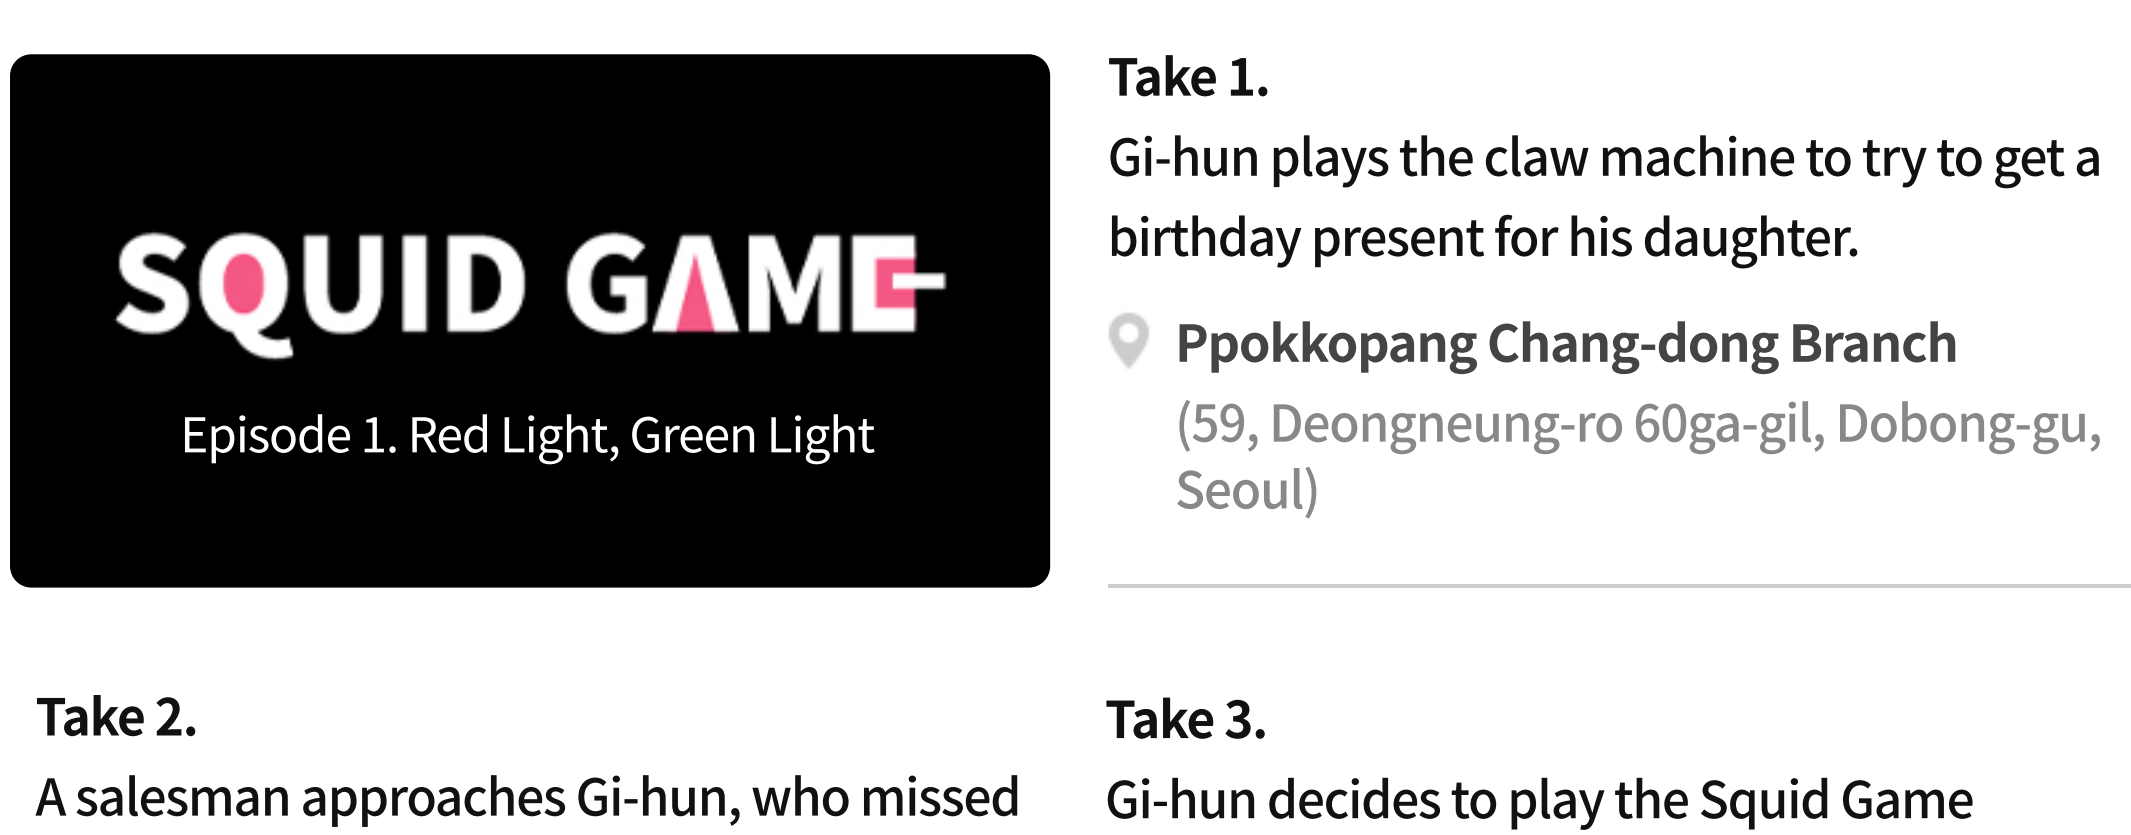 SQUID GAME
Episode 1. Red Light, Green Light
Take 1.
Gi-hun plays the claw machine to try to get a
birthday present for his daughter.
Ppokkopang Chang-dong Branch
(59, Deongneung-ro 60ga-gil, Dobong-gu,
Seoul)
Take 2.
A salesman approaches Gi-hun, who missed
Take 3.
Gi-hun decides to play the Squid Game